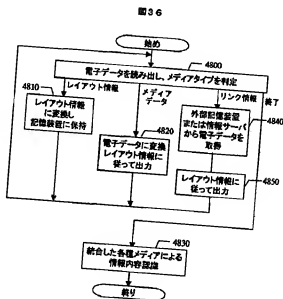 図36
始め
4800
電子データを読み出し、メディアタイプを判定
レイアウト情報
メディア
データ
リンク情報
終了
4810
レイアウト情報
に変換し
記憶装置に保持
4820
電子データに変換
レイアウト情報に
従って出力
4840
外部記憶装置
または情報サーバ
から電子データを
取得
4850
レイアウト情報に
従って出力
4830
統合した各種メディアによる
情報内容認識
終り